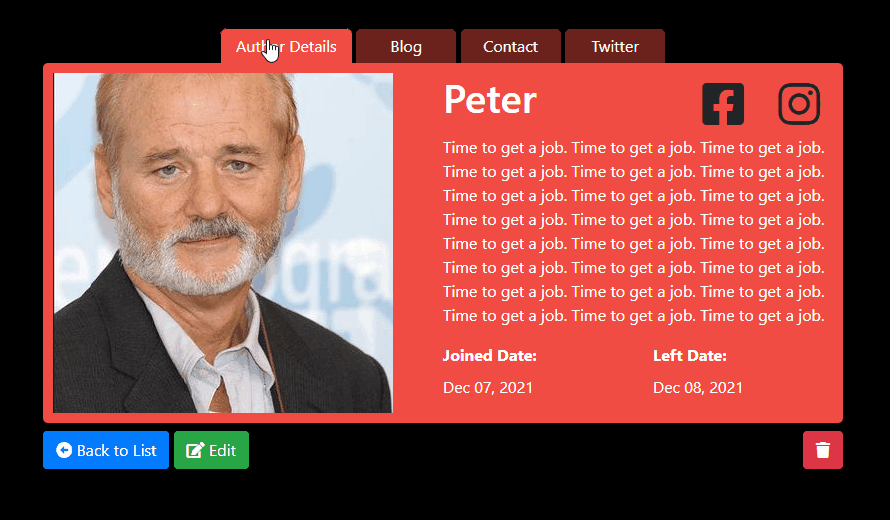 Author Details Blog Contact Twitter
Peter
Time to get a job. Time to get a job. Time to get a job.
Time to get a job. Time to get a job. Time to get a job.
Time to get a job. Time to get a job. Time to get a job.
Time to get a job. Time to get a job. Time to get a job.
Time to get a job. Time to get a job. Time to get a job.
Time to get a job. Time to get a job. Time to get a job.
Time to get a job. Time to get a job. Time to get a job.
Time to get a job. Time to get a job. Time to get a job.
Joined Date: Left Date:
Dec 07, 2021 Dec 08, 2021
Back to List Edit